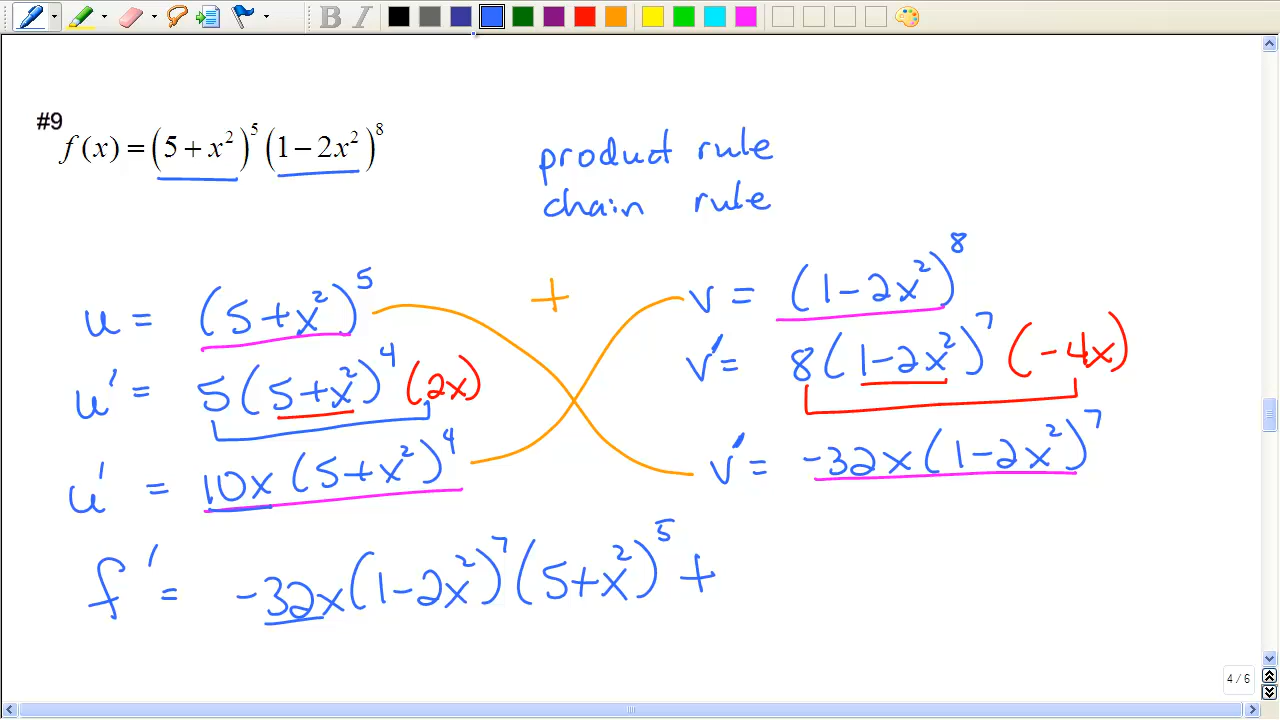 B I
#9
f(x) = (5 + x²)⁵ (1 − 2x²)⁸
product rule
chain rule
+
u = (5+x²)⁵
v = (1−2x²)⁸
u' = 5(5+x²)⁴(2x)
v' = 8(1−2x²)⁷(−4x)
u' = 10x(5+x²)⁴
v' = −32x(1−2x²)⁷
f' = −32x(1−2x²)⁷(5+x²)⁵ +
4 / 6